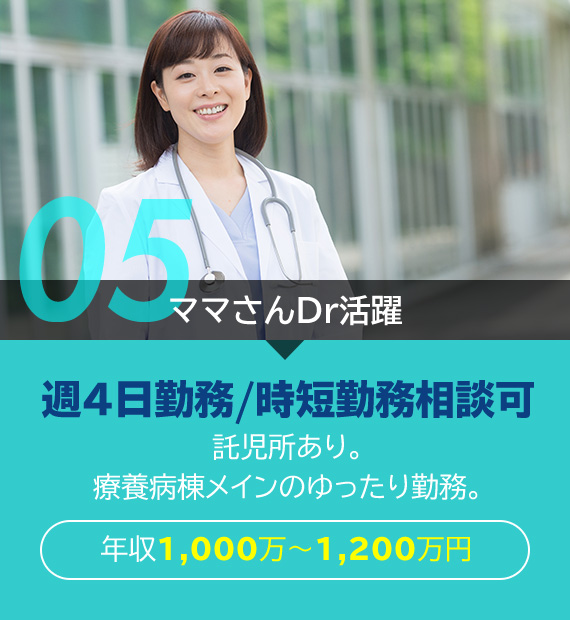 05
ママさんDr活躍
週4日勤務/時短勤務相談可
託児所あり。
療養病棟メインのゆったり勤務。
年収1,000万～1,200万円